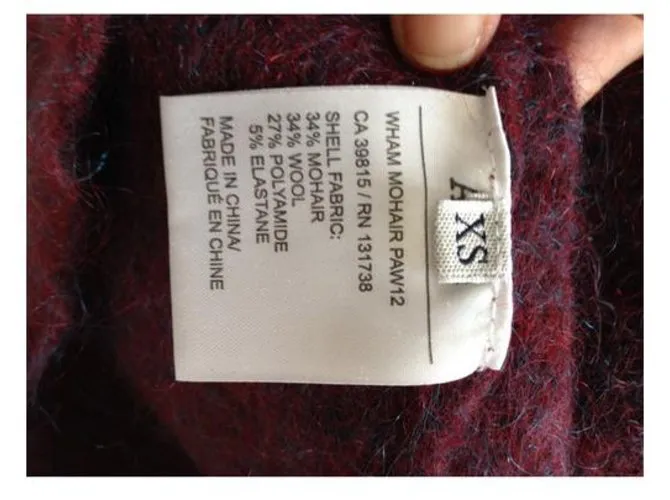 A
XS
WHAM MOHAIR PAW12
CA 39815 / RN 131738
SHELL FABRIC:
34% MOHAIR
34% WOOL
27% POLYAMIDE
5% ELASTANE
MADE IN CHINA/
FABRIQUÉ EN CHINE